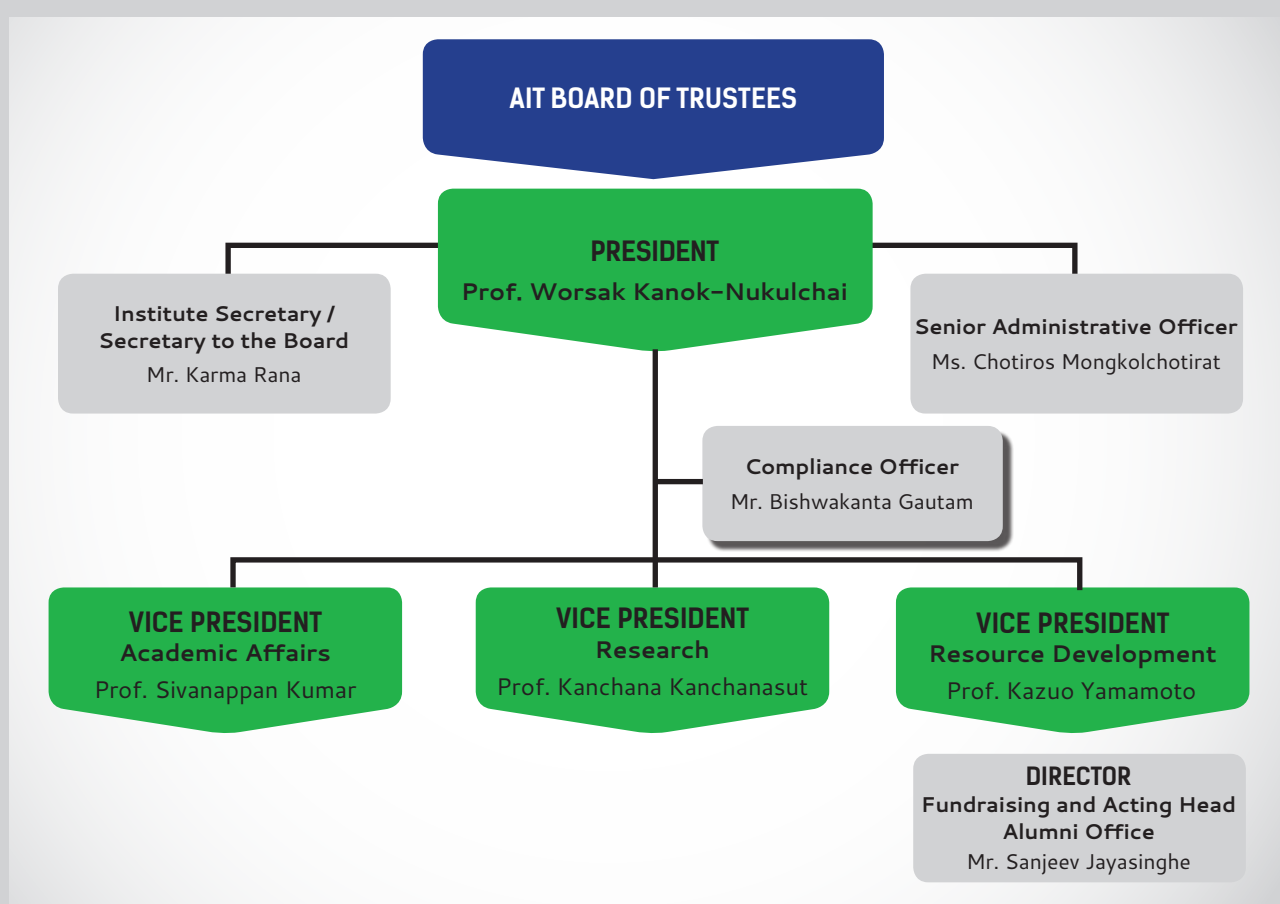 AIT BOARD OF TRUSTEES
PRESIDENT
Prof. Worsak Kanok-Nukulchai
Institute Secretary /
Secretary to the Board
Mr. Karma Rana
Senior Administrative Officer
Ms. Chotiros Mongkolchotirat
Compliance Officer
Mr. Bishwakanta Gautam
VICE PRESIDENT
Academic Affairs
Prof. Sivanappan Kumar
VICE PRESIDENT
Research
Prof. Kanchana Kanchanasut
VICE PRESIDENT
Resource Development
Prof. Kazuo Yamamoto
DIRECTOR
Fundraising and Acting Head
Alumni Office
Mr. Sanjeev Jayasinghe